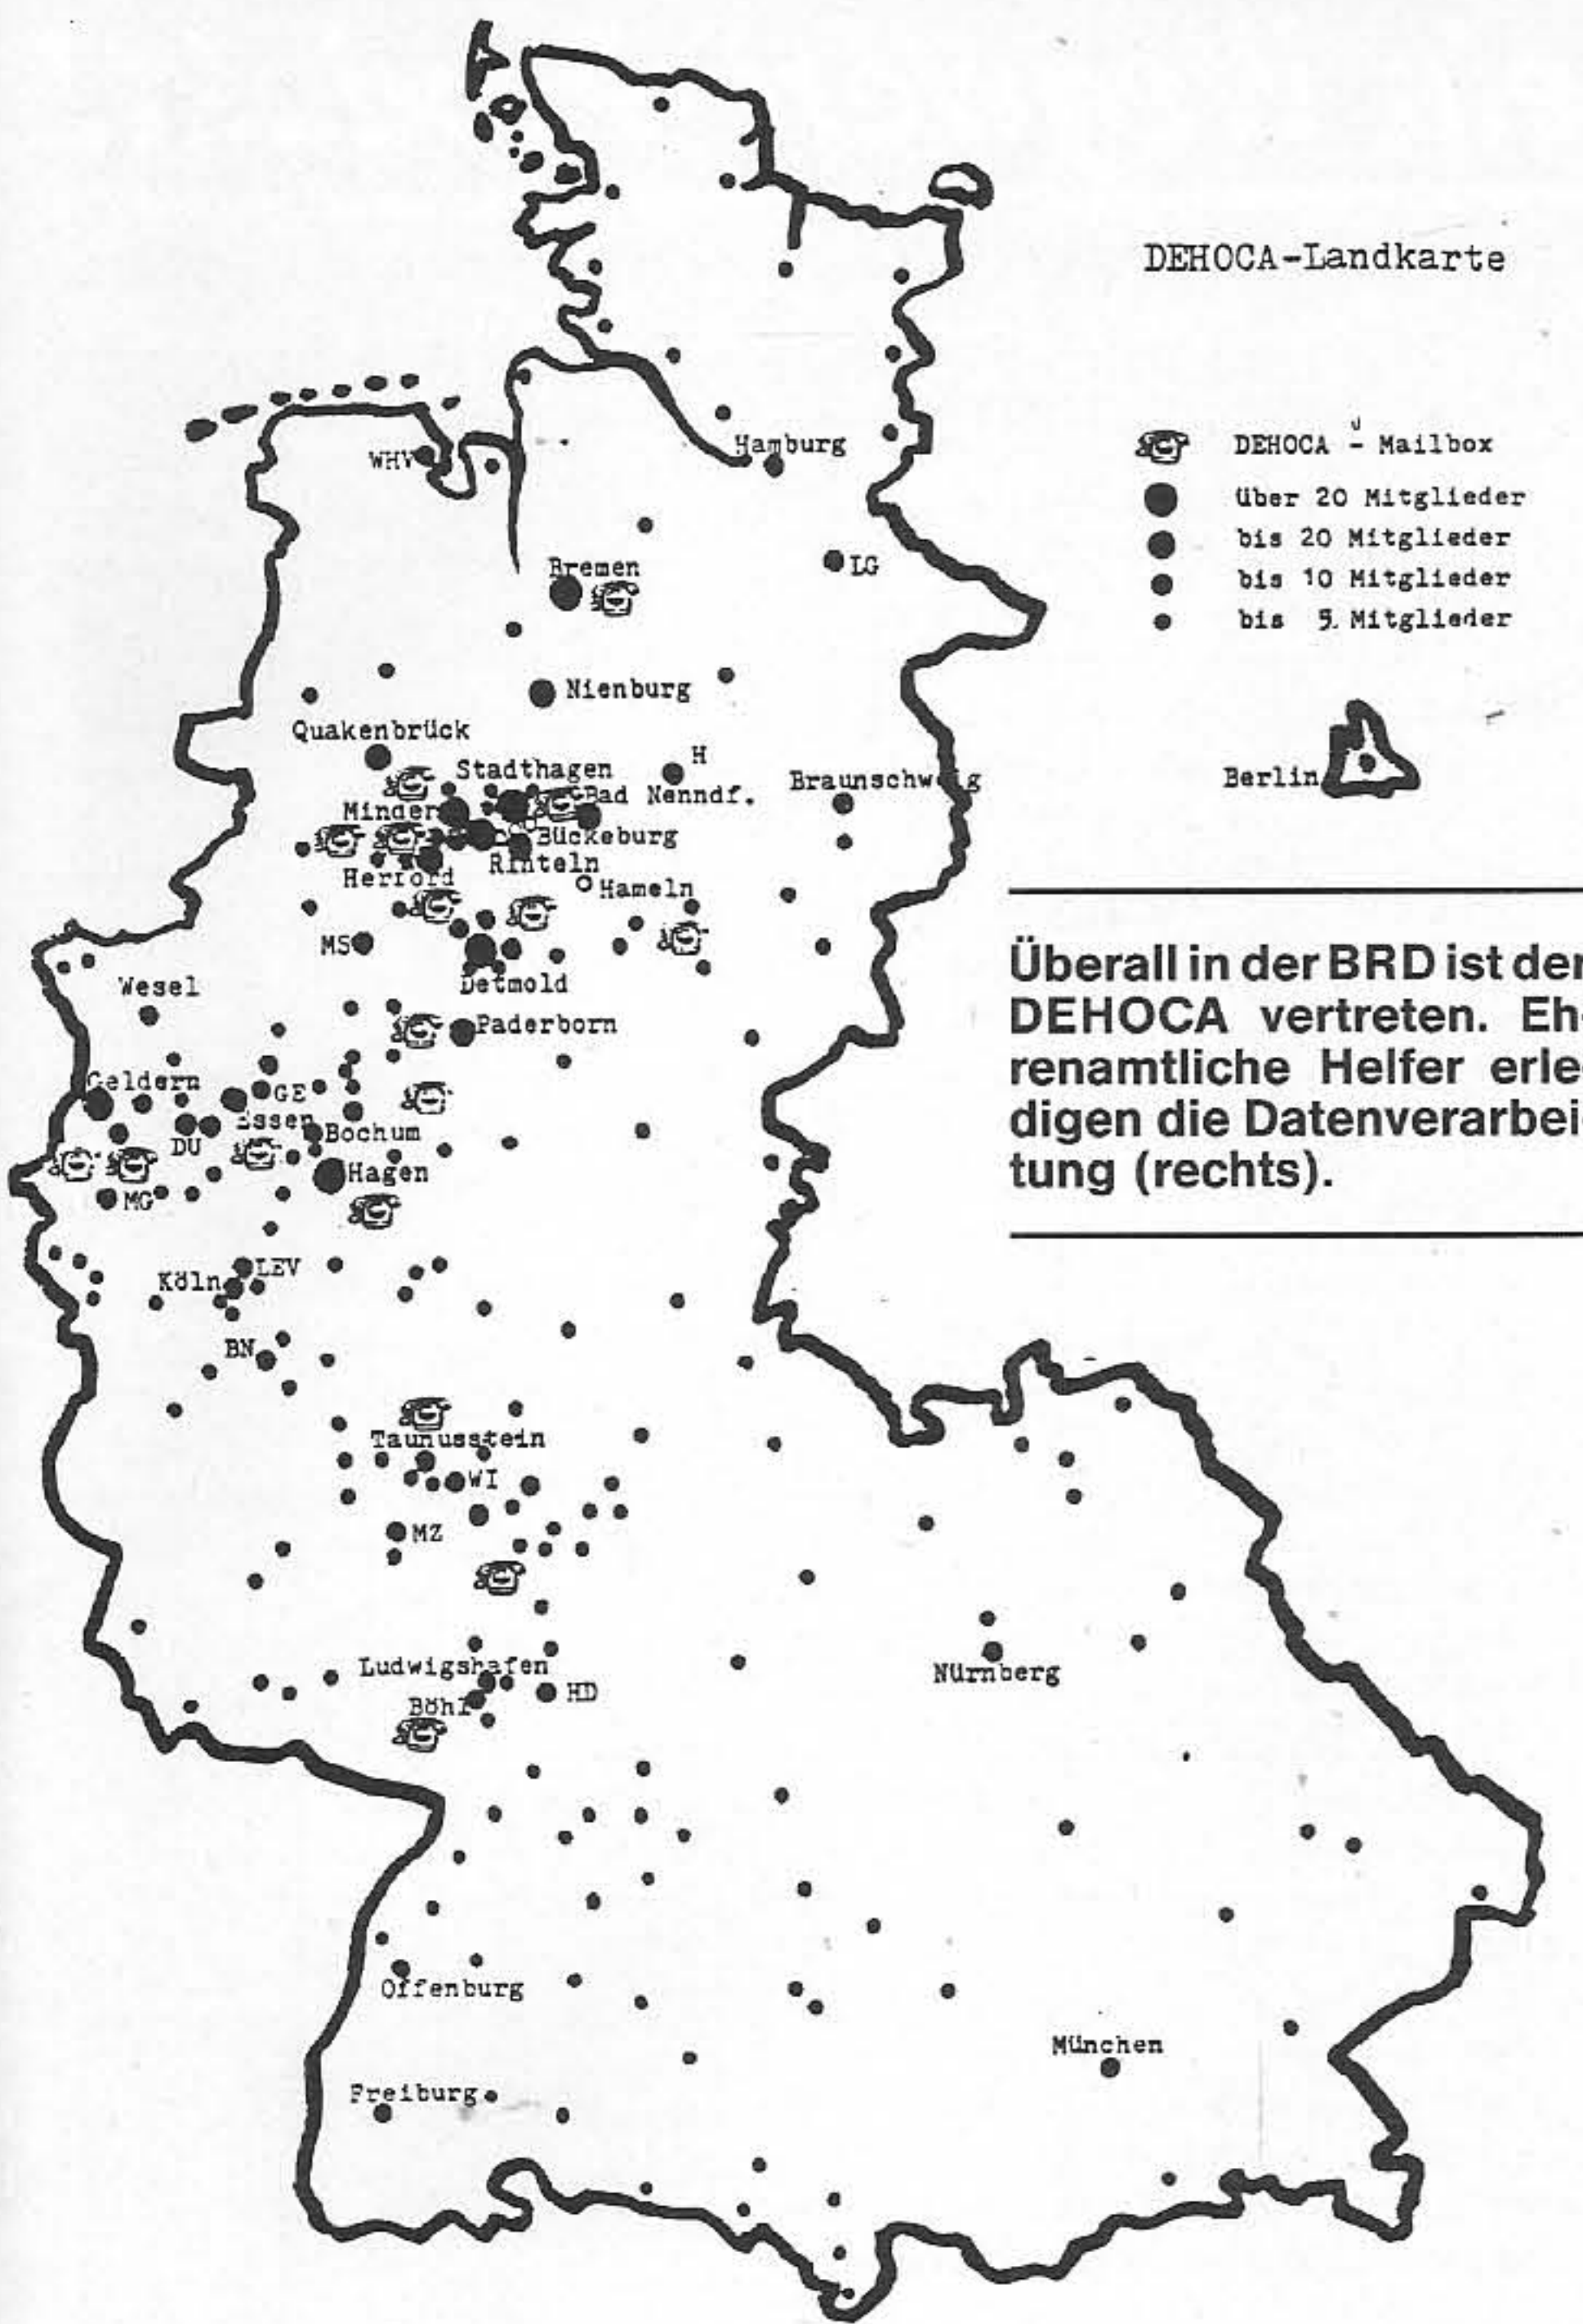 DEHOCA-Landkarte
DEHOCA - Mailbox
über 20 Mitglieder
bis 20 Mitglieder
bis 10 Mitglieder
bis 5. Mitglieder
Hamburg
WHV
Bremen
LG
Nienburg
Quakenbrück
H
Stadthagen
Braunschweig
Berlin
Bad Nenndf.
Minden
Bückeburg
Rinteln
Herford
Hameln
MS
Detmold
Wesel
Paderborn
Geldern
GE
Essen
Bochum
DU
Hagen
MG
LEV
Köln
BN
Taunusstein
WI
MZ
Ludwigshafen
HD
Böhl
Nürnberg
Offenburg
München
Freiburg
Überall in der BRD ist der
DEHOCA vertreten. Eh-
renamtliche Helfer erle-
digen die Datenverarbei-
tung (rechts).